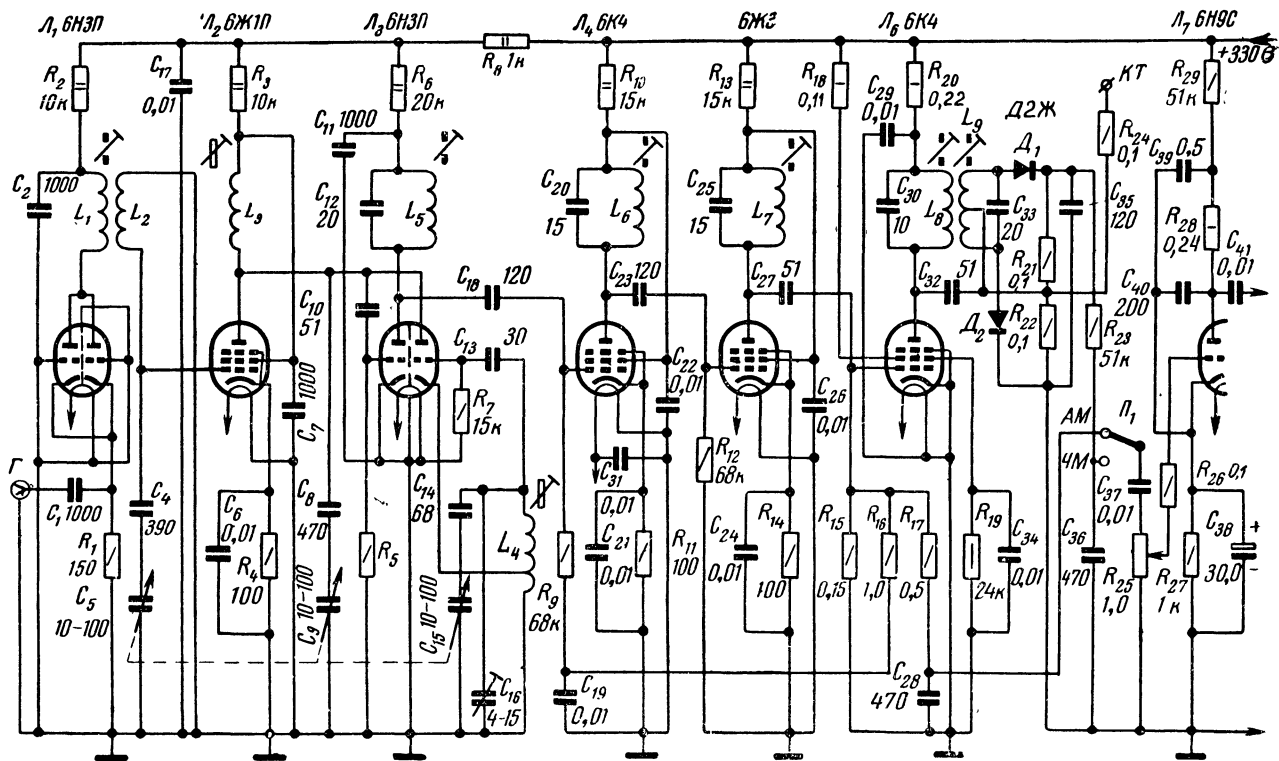 Л₁ 6Н3П
Л₂ 6Ж1П
Л₃ 6Н3П
Л₄ 6К4
6Ж3
Л₆ 6К4
Л₇ 6Н9С
+330 в
R₂
10к
C₁₇
0,01
R₃
10к
R₆
20к
R₈ 1к
R₁₀
15к
R₁₃
15к
R₁₈
0,11
C₂₉
0,01
R₂₀
0,22
КТ
R₂₄
0,1
R₂₉
51к
C₂
1000
L₁
L₂
L₃
C₁₁ 1000
C₁₂
20
L₅
C₂₀
15
L₆
C₂₅
15
L₇
C₃₀
10
L₈
L₉
Д2Ж
Д₁
C₃₃
20
C₃₅
120
C₃₉ 0,5
R₂₈
0,24
C₄₁
0,01
C₄₀
200
C₁₀
51
C₁₈
120
C₂₃ 120
C₂₇
51
C₃₂
51
R₂₁
0,1
R₂₂
0,1
Д₂
R₂₃
51к
C₇
1000
C₁₃
30
R₇
15к
C₂₂
0,01
C₂₆
0,01
R₁₂
68к
C₃₁
0,01
АМ
П₁
ЧМ
C₃₇
0,01
R₂₆ 0,1
Г
C₁ 1000
R₁
150
C₄
390
C₅
10-100
C₆
0,01
R₄
100
C₈
470
C₉ 10-100
R₅
C₁₄
68
C₁₅ 10-100
L₄
C₁₆
4-15
R₉
68к
C₂₁
0,01
R₁₁
100
C₁₉
0,01
C₂₄
0,01
R₁₄
100
R₁₅
0,15
R₁₆
1,0
R₁₇
0,5
C₂₈
470
R₁₉
24к
C₃₄
0,01
C₃₆
470
R₂₅
1,0
R₂₇
1 к
C₃₈
30,0
+
-